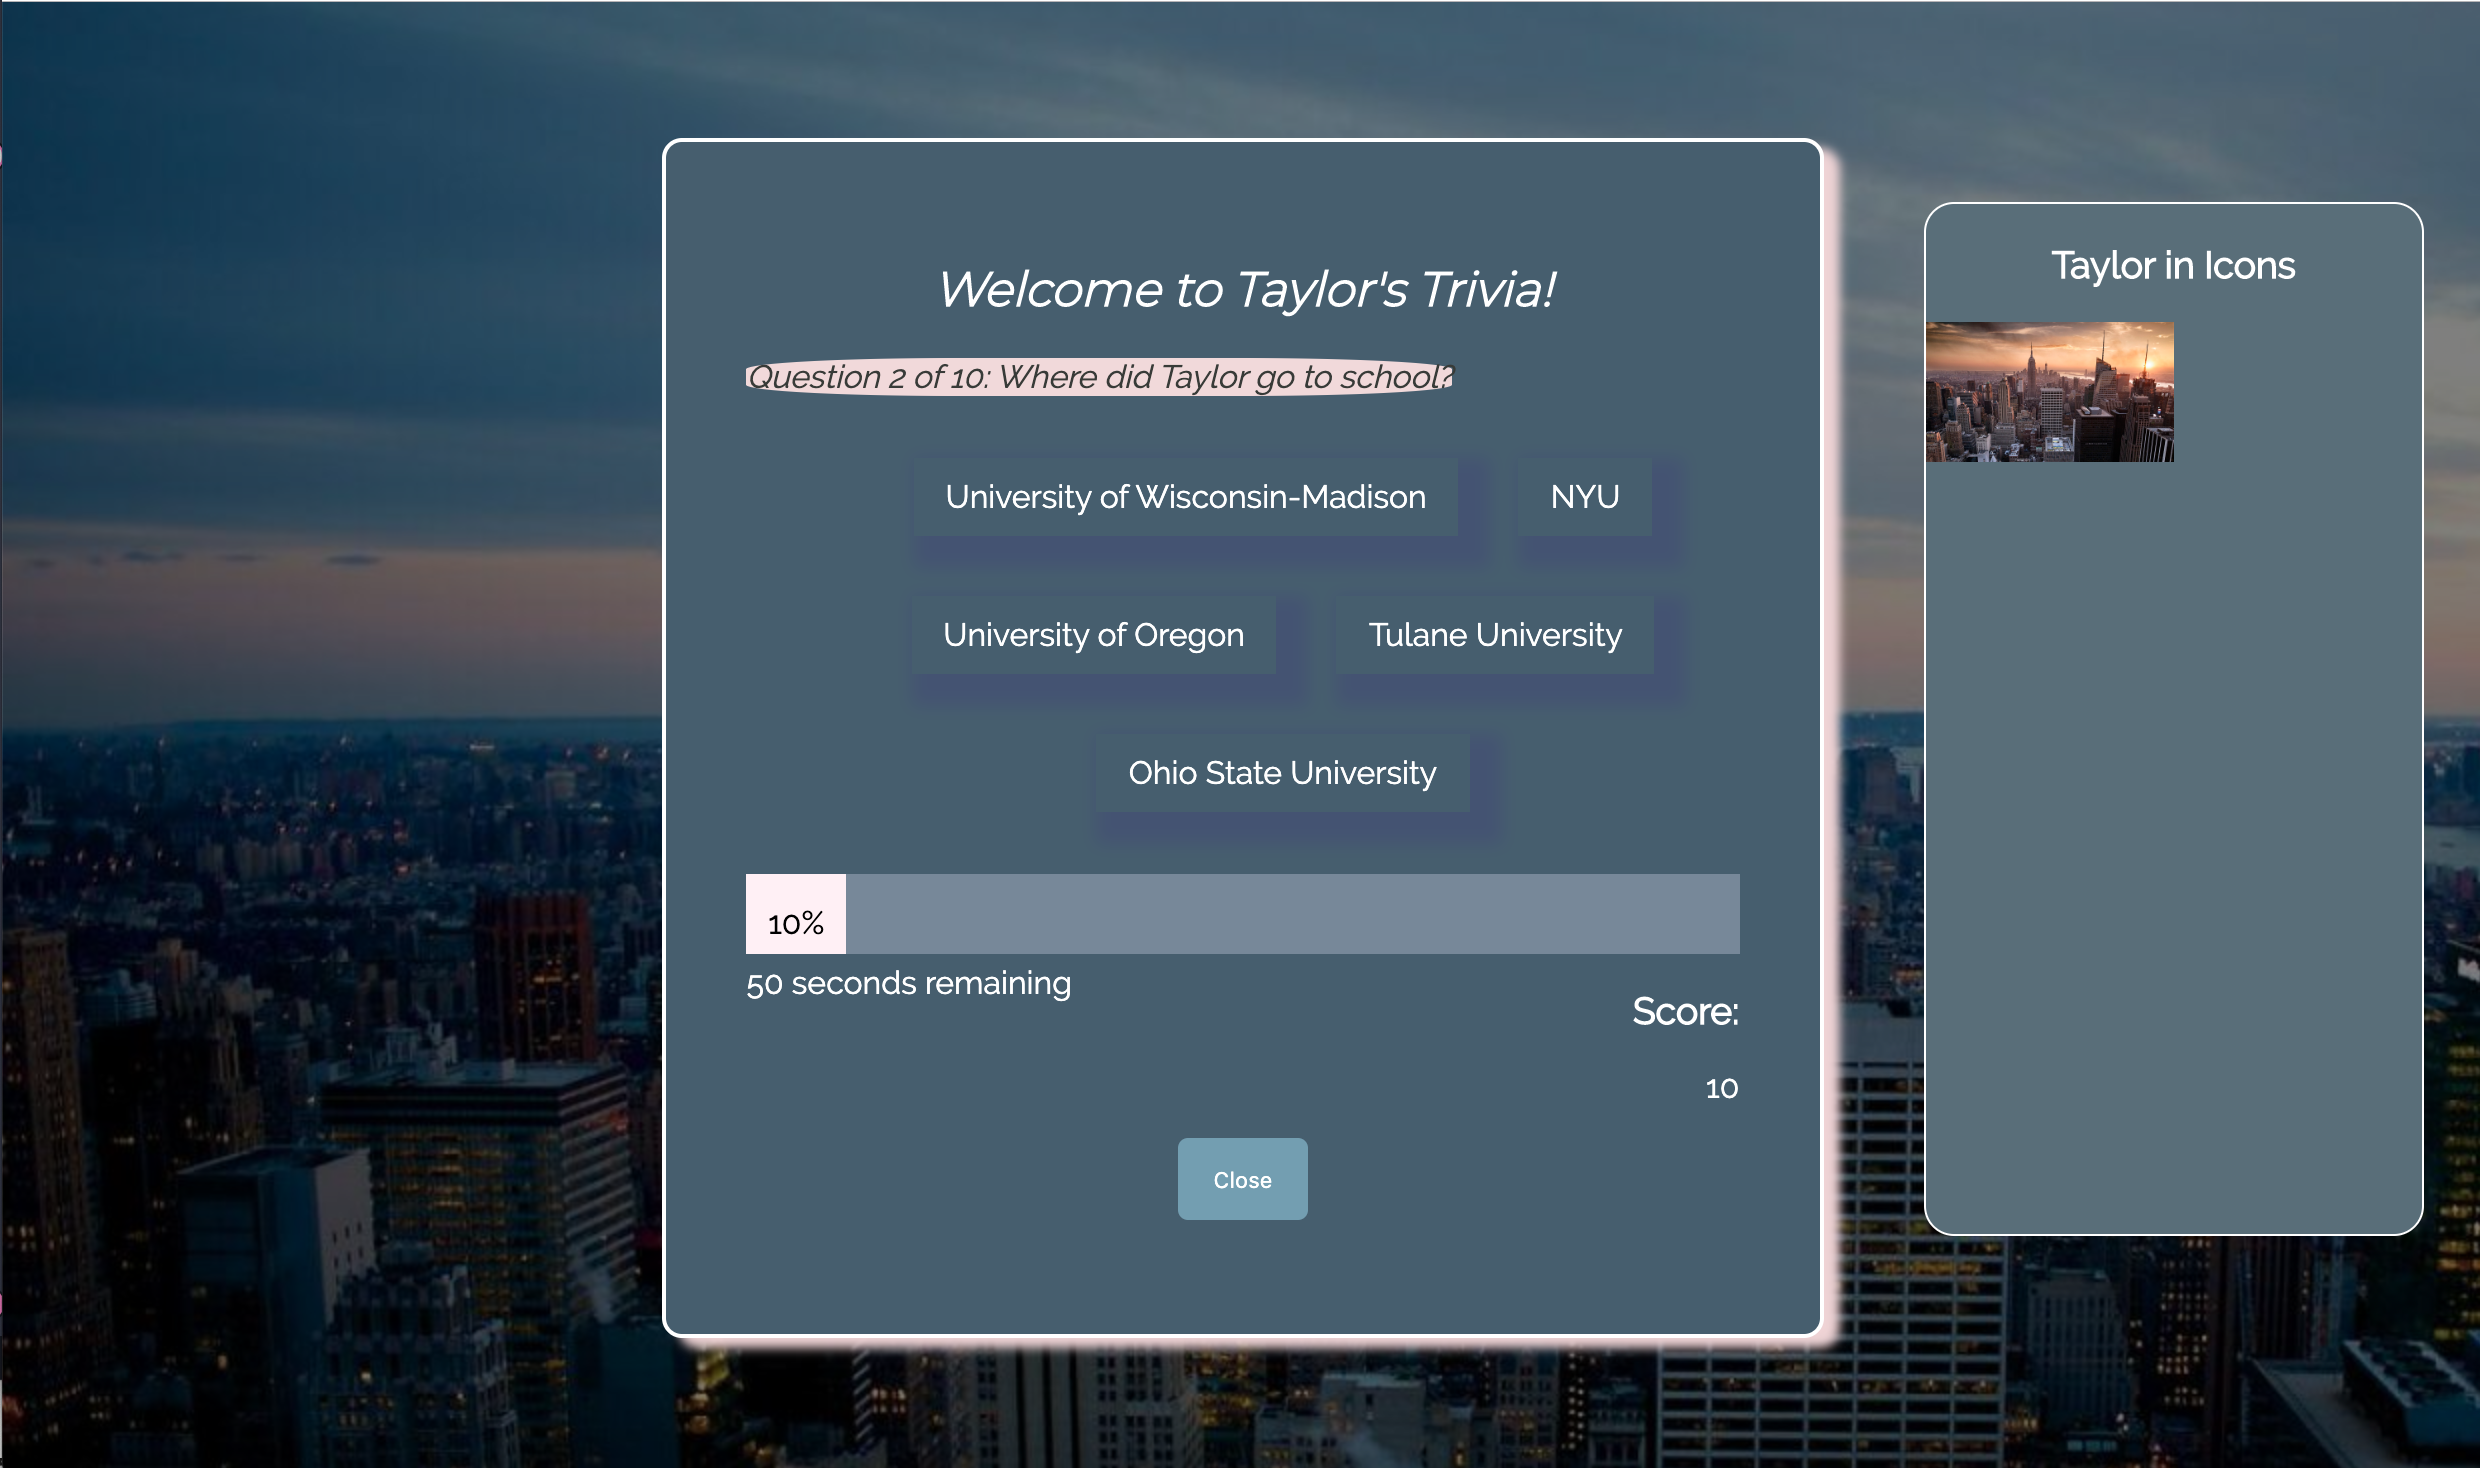 Welcome to Taylor's Trivia!
Question 2 of 10: Where did Taylor go to school?
University of Wisconsin-Madison
NYU
University of Oregon
Tulane University
Ohio State University
10%
50 seconds remaining
Score:
10
Close
Taylor in Icons